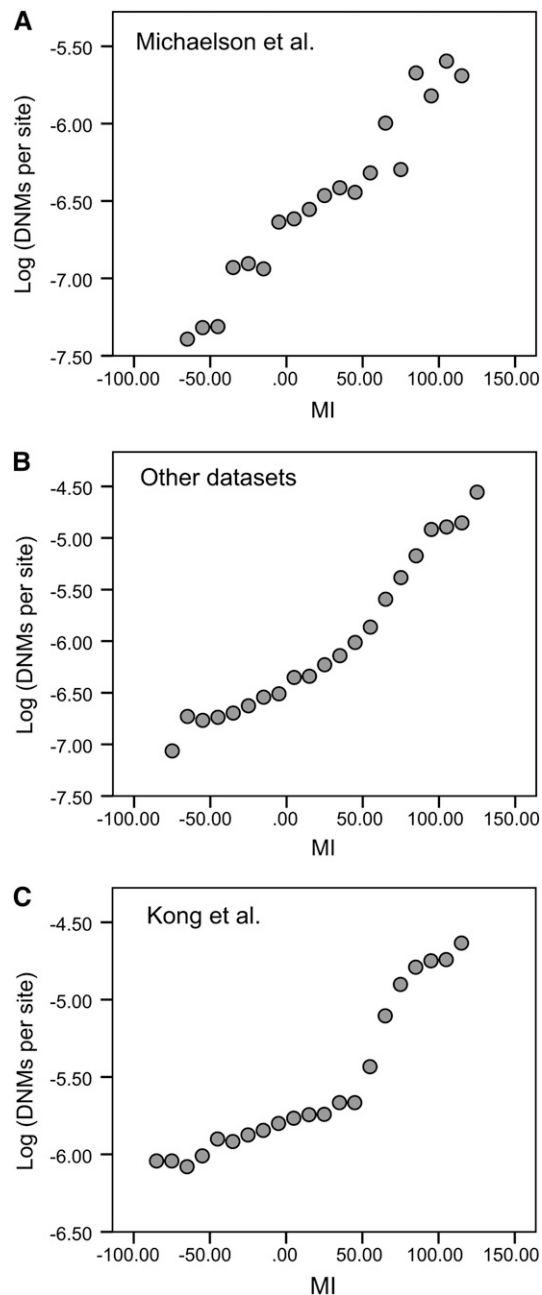 A
Michaelson et al.
Log (DNMs per site)
-5.50
-6.00
-6.50
-7.00
-7.50
-100.00 -50.00 .00 50.00 100.00 150.00
MI
B
Other datasets
Log (DNMs per site)
-4.50
-5.00
-5.50
-6.00
-6.50
-7.00
-7.50
-100.00 -50.00 .00 50.00 100.00 150.00
MI
C
Kong et al.
Log (DNMs per site)
-4.50
-5.00
-5.50
-6.00
-6.50
-100.00 -50.00 .00 50.00 100.00 150.00
MI